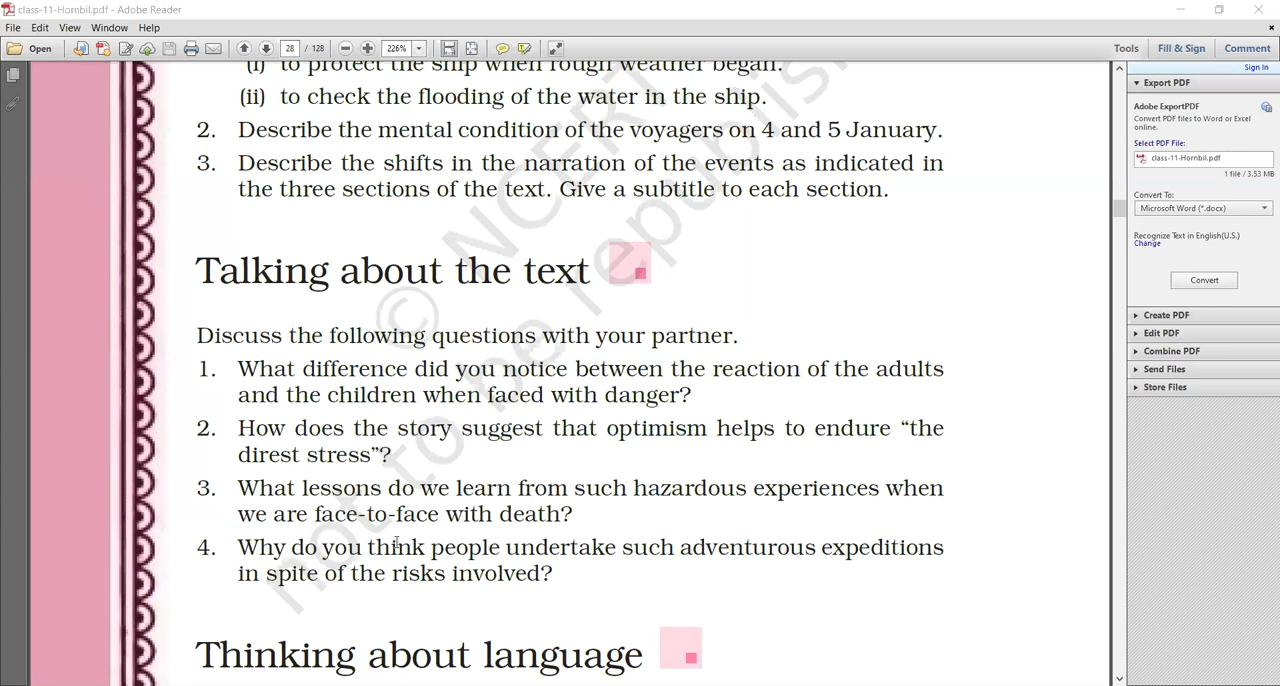 class-11-Hornbil.pdf - Adobe Reader
File Edit View Window Help
Open 28 / 128 226% Tools Fill & Sign Comment
Sign In
(i) to protect the ship when rough weather began.
(ii) to check the flooding of the water in the ship.
2. Describe the mental condition of the voyagers on 4 and 5 January.
3. Describe the shifts in the narration of the events as indicated in
the three sections of the text. Give a subtitle to each section.
Talking about the text
Discuss the following questions with your partner.
1. What difference did you notice between the reaction of the adults
and the children when faced with danger?
2. How does the story suggest that optimism helps to endure “the
direst stress”?
3. What lessons do we learn from such hazardous experiences when
we are face-to-face with death?
4. Why do you think people undertake such adventurous expeditions
in spite of the risks involved?
Thinking about language
© NCERT
not to be republish
Export PDF
Adobe ExportPDF
Convert PDF files to Word or Excel
online.
Select PDF File:
class-11-Hornbil.pdf
1 file / 3.53 MB
Convert To:
Microsoft Word (*.docx)
Recognize Text in English(U.S.)
Change
Convert
Create PDF
Edit PDF
Combine PDF
Send Files
Store Files